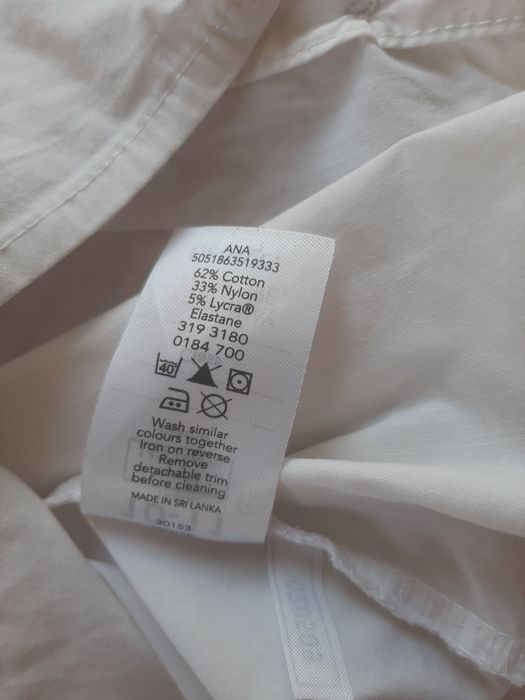 ANA
5051863519333
62% Cotton
33% Nylon
5% Lycra®
Elastane
319 3180
0184 700
40°
Wash similar
colours together
Iron on reverse
Remove
detachable trim
before cleaning
MADE IN SRI LANKA
30153